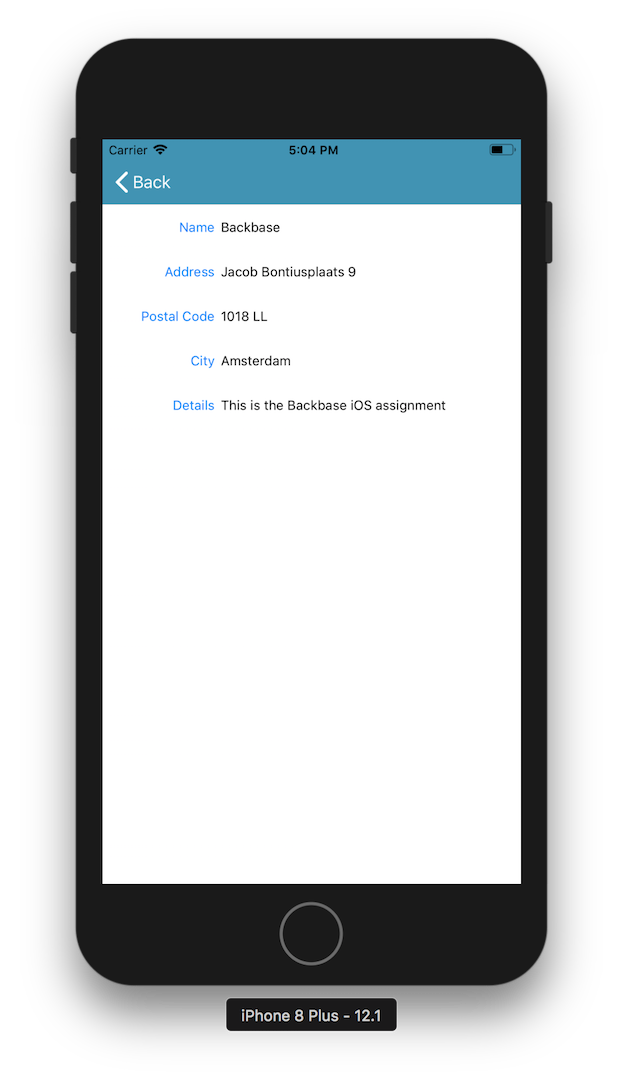 Carrier 5:04 PM
Back
Name Backbase
Address Jacob Bontiusplaats 9
Postal Code 1018 LL
City Amsterdam
Details This is the Backbase iOS assignment
iPhone 8 Plus - 12.1